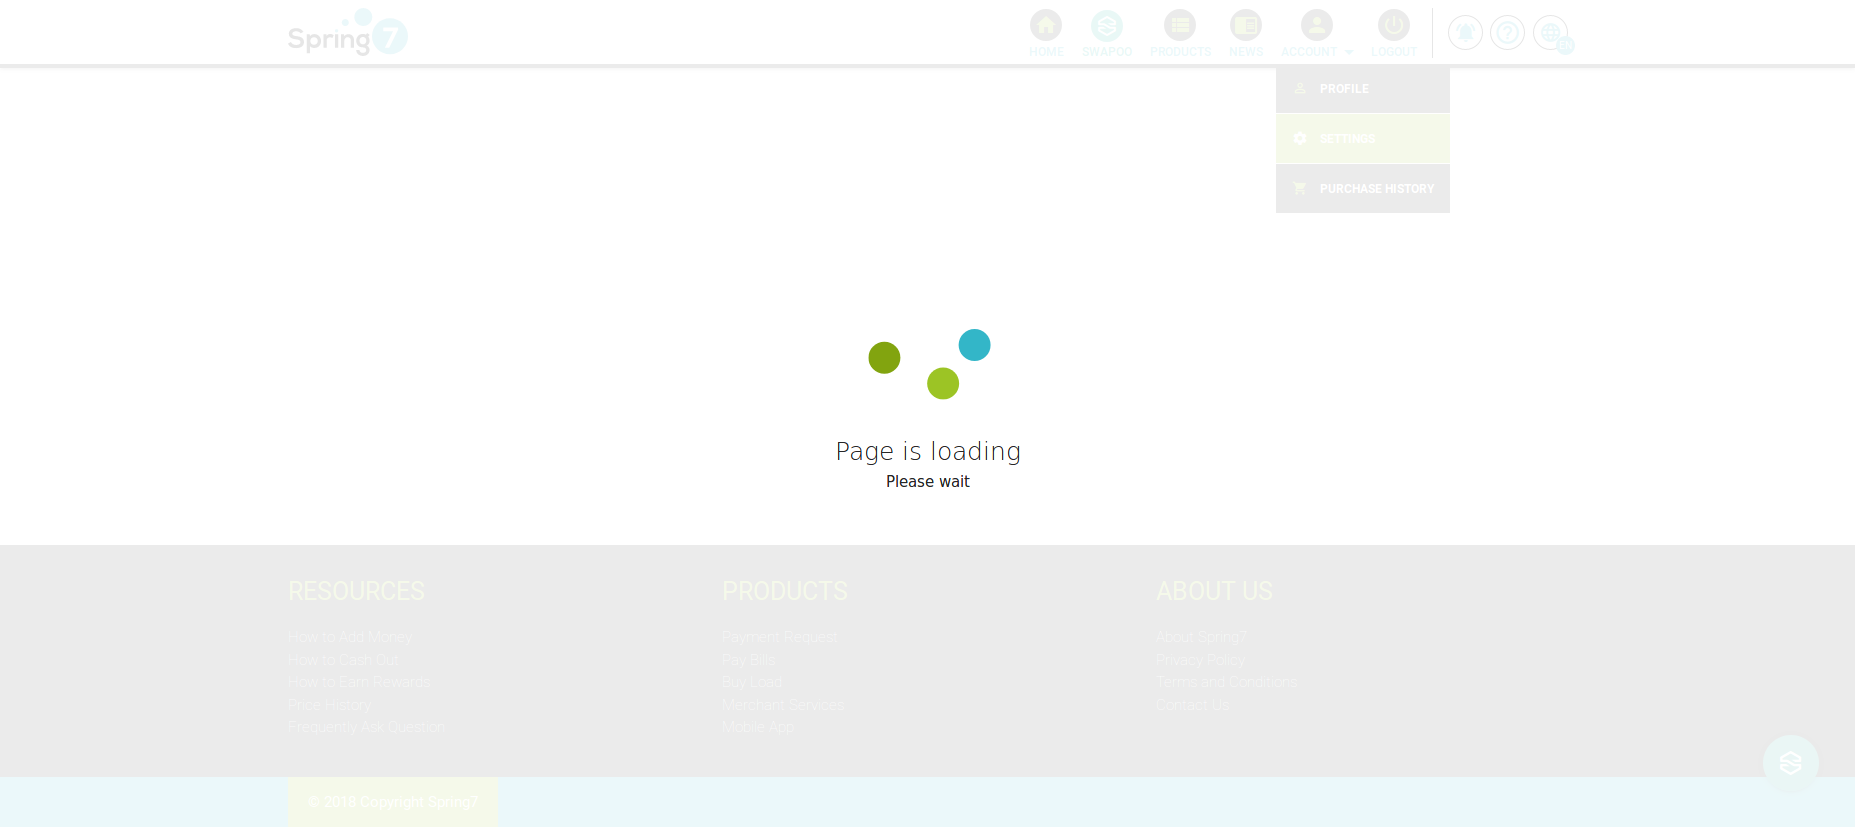 Spring 7
HOME SWAPOO PRODUCTS NEWS ACCOUNT LOGOUT EN
PROFILE
SETTINGS
PURCHASE HISTORY
Page is loading
Please wait
RESOURCES
How to Add Money
How to Cash Out
How to Earn Rewards
Price History
Frequently Ask Question
PRODUCTS
Payment Request
Pay Bills
Buy Load
Merchant Services
Mobile App
ABOUT US
About Spring7
Privacy Policy
Terms and Conditions
Contact Us
© 2018 Copyright Spring7